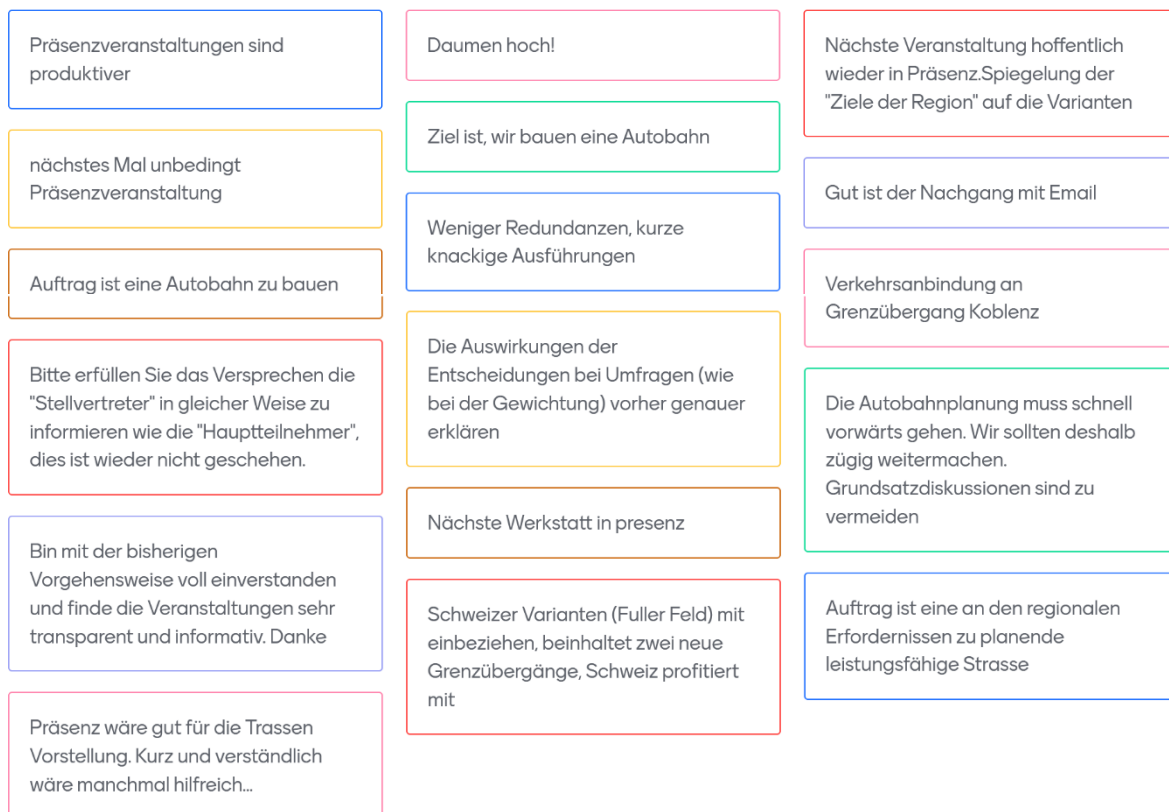 Präsenzveranstaltungen sind
produktiver
nächstes Mal unbedingt
Präsenzveranstaltung
Auftrag ist eine Autobahn zu bauen
Bitte erfüllen Sie das Versprechen die
"Stellvertreter" in gleicher Weise zu
informieren wie die "Hauptteilnehmer",
dies ist wieder nicht geschehen.
Bin mit der bisherigen
Vorgehensweise voll einverstanden
und finde die Veranstaltungen sehr
transparent und informativ. Danke
Präsenz wäre gut für die Trassen
Vorstellung. Kurz und verständlich
wäre manchmal hilfreich...
Daumen hoch!
Ziel ist, wir bauen eine Autobahn
Weniger Redundanzen, kurze
knackige Ausführungen
Die Auswirkungen der
Entscheidungen bei Umfragen (wie
bei der Gewichtung) vorher genauer
erklären
Nächste Werkstatt in presenz
Schweizer Varianten (Fuller Feld) mit
einbeziehen, beinhaltet zwei neue
Grenzübergänge, Schweiz profitiert
mit
Nächste Veranstaltung hoffentlich
wieder in Präsenz.Spiegelung der
"Ziele der Region" auf die Varianten
Gut ist der Nachgang mit Email
Verkehrsanbindung an
Grenzübergang Koblenz
Die Autobahnplanung muss schnell
vorwärts gehen. Wir sollten deshalb
zügig weitermachen.
Grundsatzdiskussionen sind zu
vermeiden
Auftrag ist eine an den regionalen
Erfordernissen zu planende
leistungsfähige Strasse